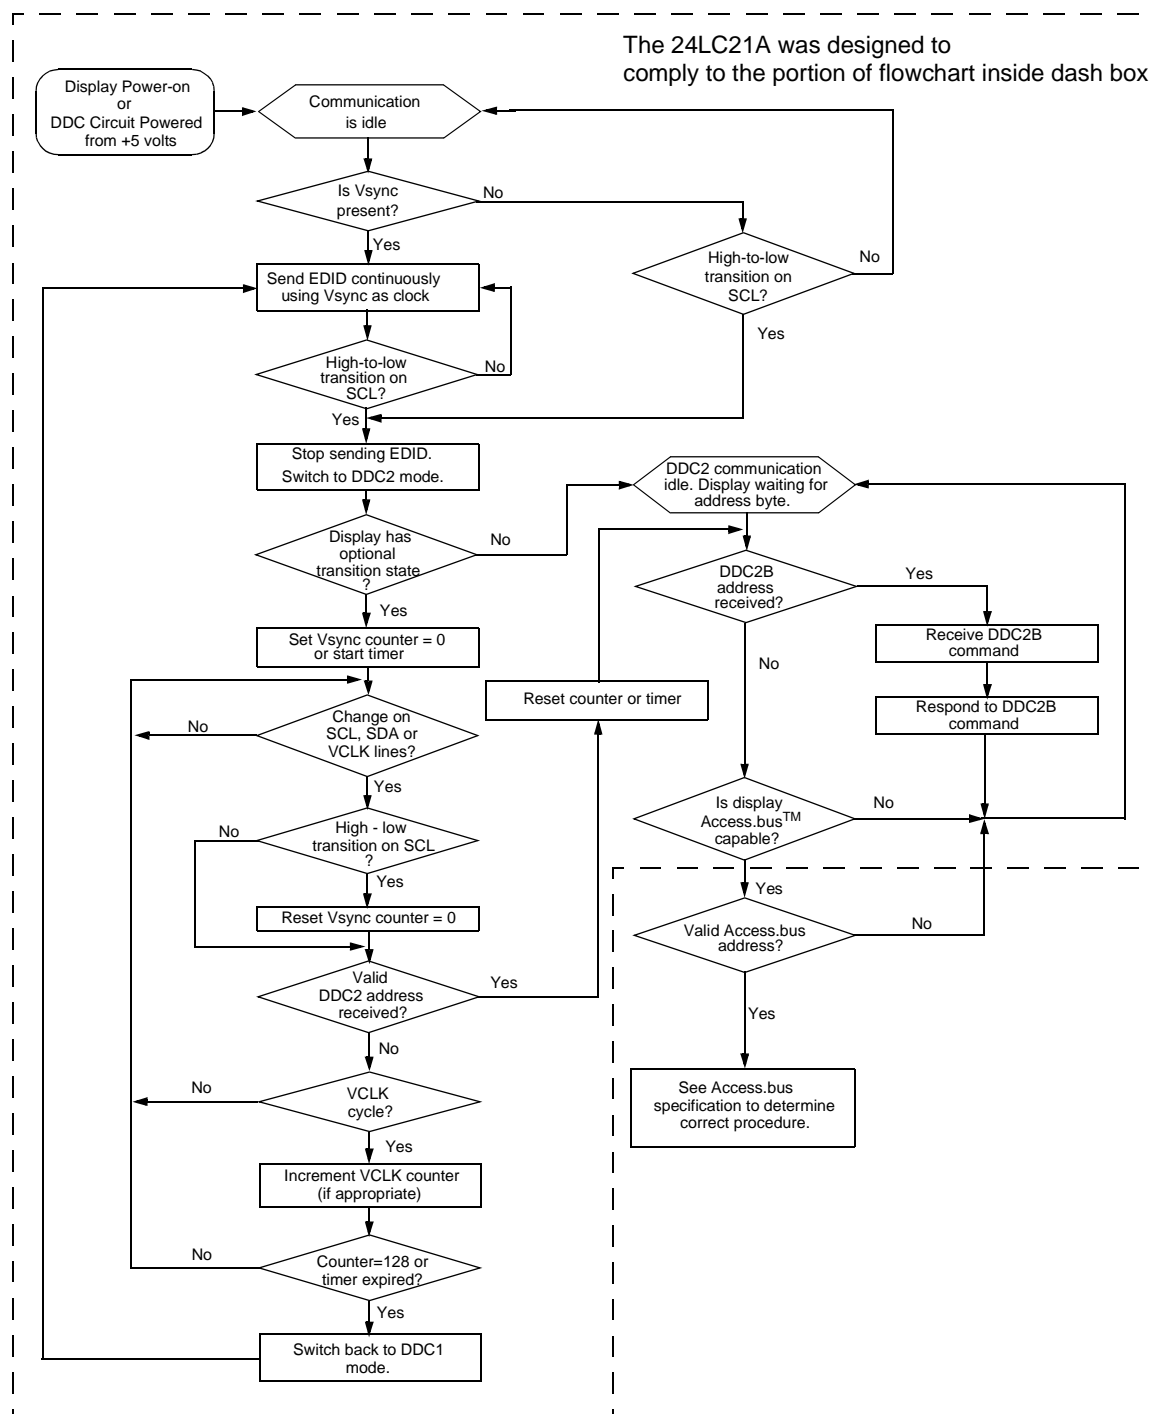 The 24LC21A was designed to
comply to the portion of flowchart inside dash box
Display Power-on
or
DDC Circuit Powered
from +5 volts
Communication
is idle
Is Vsync
present?
No
Yes
High-to-low
transition on
SCL?
No
Yes
Send EDID continuously
using Vsync as clock
High-to-low
transition on
SCL?
No
Yes
Stop sending EDID.
Switch to DDC2 mode.
Display has
optional
transition state
?
No
Yes
DDC2 communication
idle. Display waiting for
address byte.
DDC2B
address
received?
Yes
No
Receive DDC2B
command
Respond to DDC2B
command
Set Vsync counter = 0
or start timer
Reset counter or timer
Change on
SCL, SDA or
VCLK lines?
No
Yes
High - low
transition on SCL
?
No
Yes
Reset Vsync counter = 0
Is display
Access.bus™
capable?
No
Yes
Valid Access.bus
address?
No
Yes
See Access.bus
specification to determine
correct procedure.
Valid
DDC2 address
received?
Yes
No
VCLK
cycle?
No
Yes
Increment VCLK counter
(if appropriate)
Counter=128 or
timer expired?
No
Yes
Switch back to DDC1
mode.